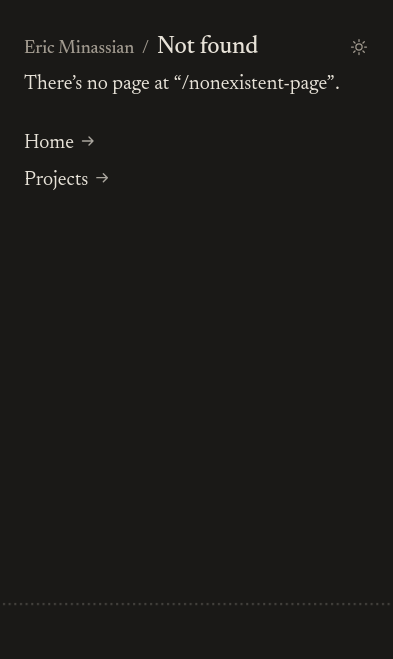 Eric Minassian / Not found
There’s no page at “/nonexistent-page”.
Home →
Projects →